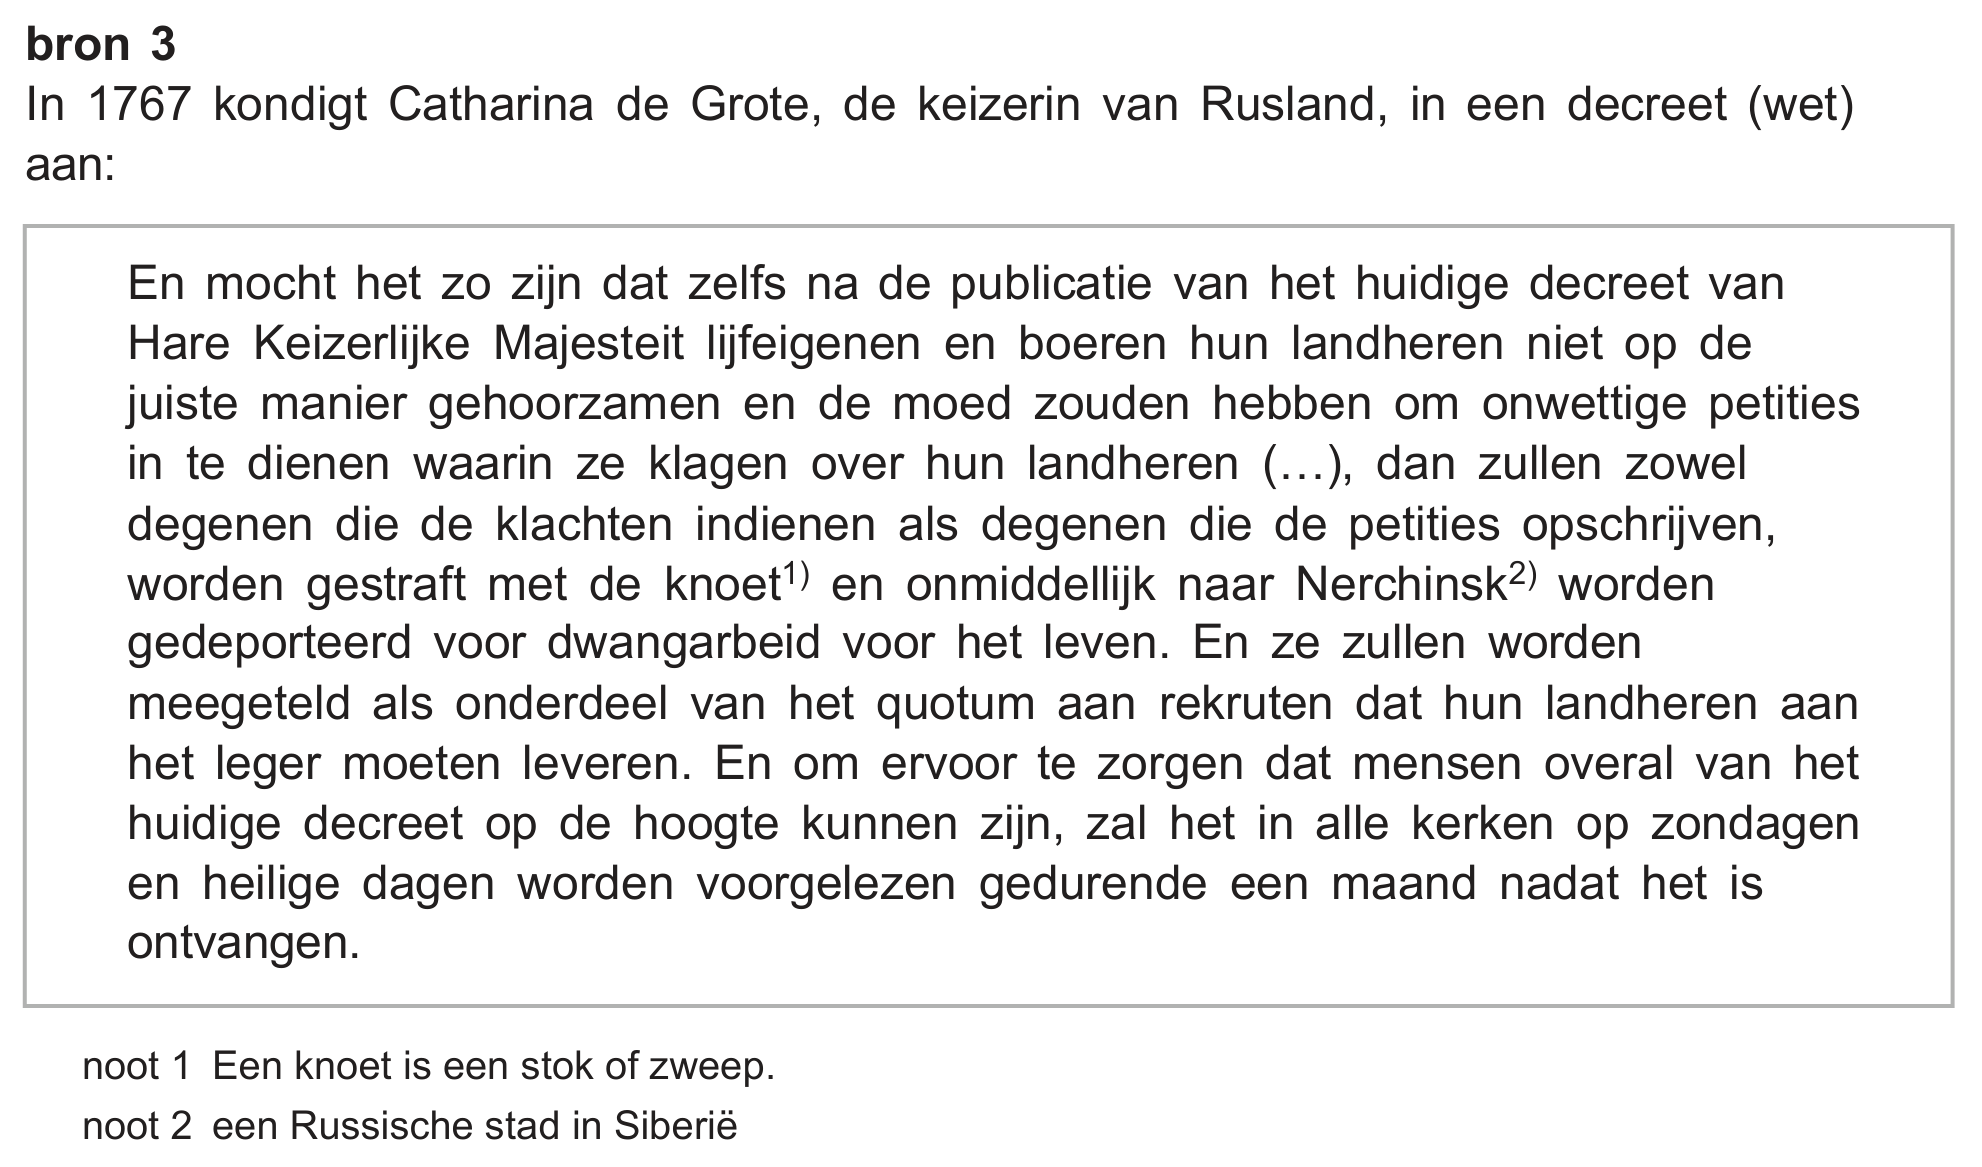 bron 3
In 1767 kondigt Catharina de Grote, de keizerin van Rusland, in een decreet (wet)
aan:
En mocht het zo zijn dat zelfs na de publicatie van het huidige decreet van
Hare Keizerlijke Majesteit lijfeigenen en boeren hun landheren niet op de
juiste manier gehoorzamen en de moed zouden hebben om onwettige petities
in te dienen waarin ze klagen over hun landheren (…), dan zullen zowel
degenen die de klachten indienen als degenen die de petities opschrijven,
worden gestraft met de knoet1) en onmiddellijk naar Nerchinsk2) worden
gedeporteerd voor dwangarbeid voor het leven. En ze zullen worden
meegeteld als onderdeel van het quotum aan rekruten dat hun landheren aan
het leger moeten leveren. En om ervoor te zorgen dat mensen overal van het
huidige decreet op de hoogte kunnen zijn, zal het in alle kerken op zondagen
en heilige dagen worden voorgelezen gedurende een maand nadat het is
ontvangen.
noot 1 Een knoet is een stok of zweep.
noot 2 een Russische stad in Siberië